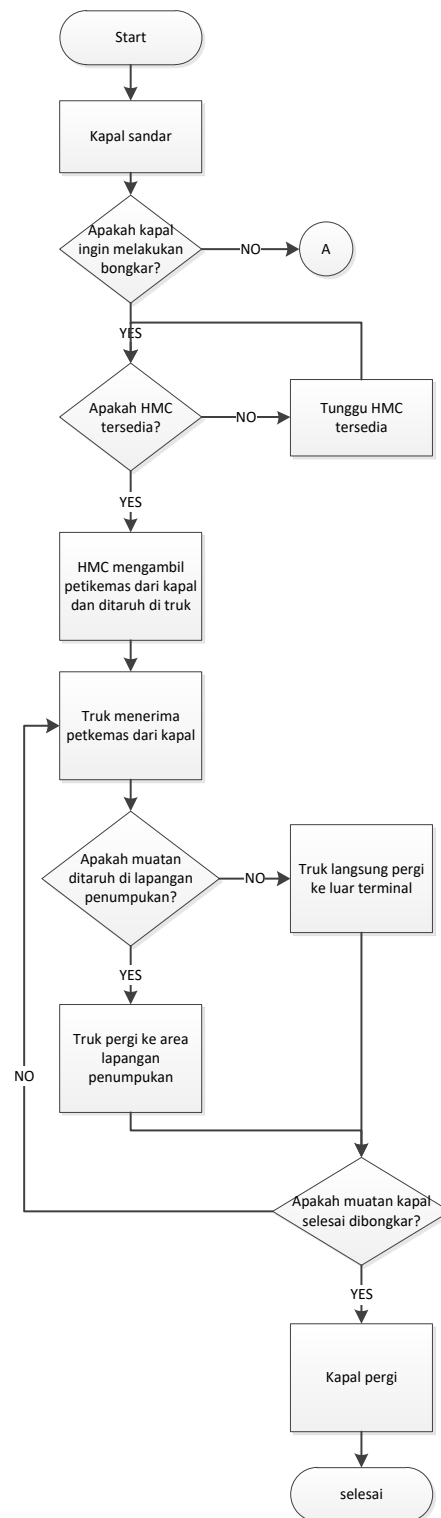 Start
Kapal sandar
Apakah kapal
ingin melakukan
bongkar?
NO
A
YES
Apakah HMC
tersedia?
NO
Tunggu HMC
tersedia
YES
HMC mengambil
petikemas dari kapal
dan ditaruh di truk
Truk menerima
petkemas dari kapal
Apakah muatan
ditaruh di lapangan
penumpukan?
NO
Truk langsung pergi
ke luar terminal
YES
Truk pergi ke area
lapangan
penumpukan
NO
Apakah muatan kapal
selesai dibongkar?
YES
Kapal pergi
selesai